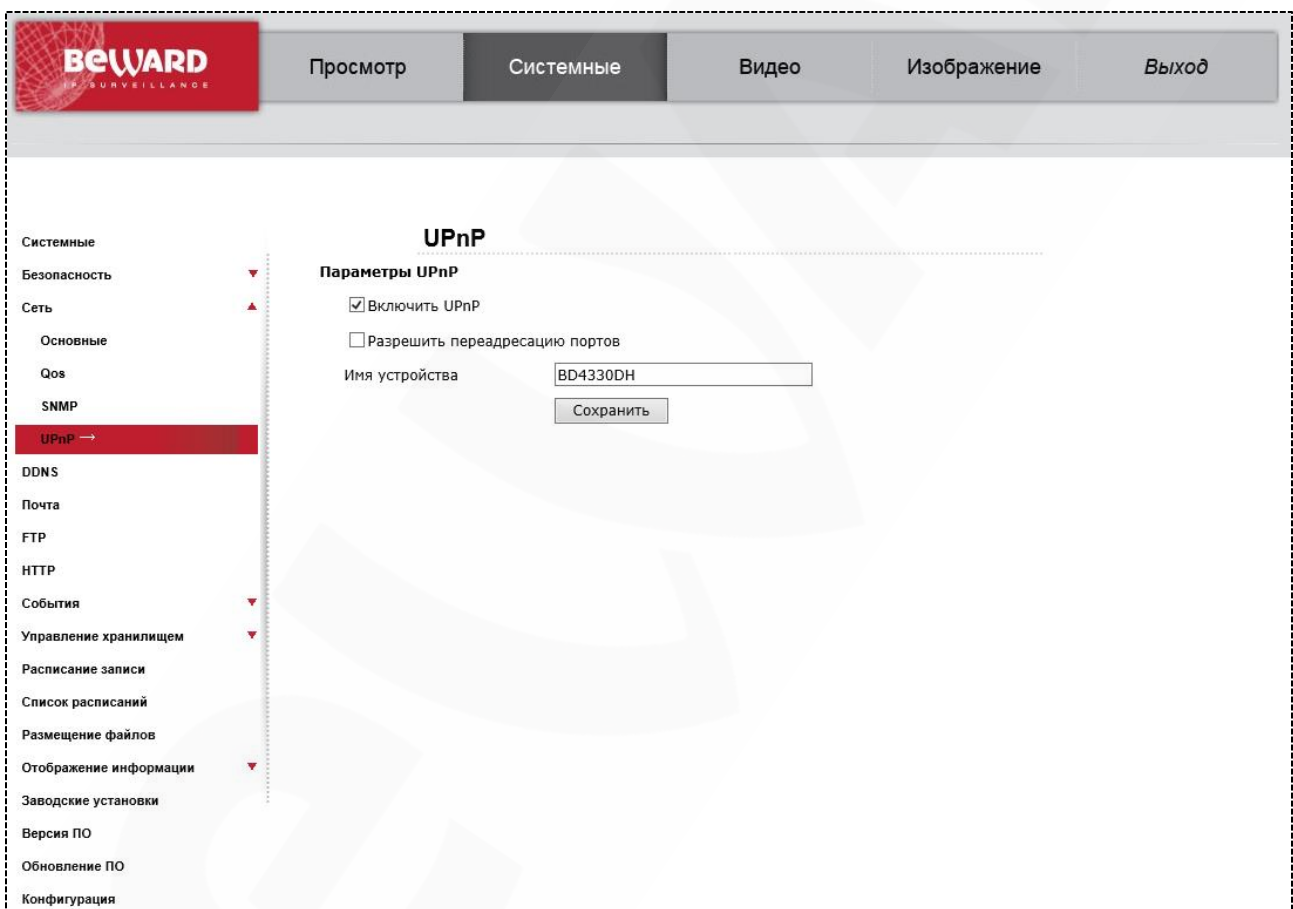 BEWARD
IP SURVEILLANCE
Просмотр Системные Видео Изображение Выход
UPnP
Системные
Безопасность
Сеть
Основные
Qos
SNMP
UPnP →
DDNS
Почта
FTP
HTTP
События
Управление хранилищем
Расписание записи
Список расписаний
Размещение файлов
Отображение информации
Заводские установки
Версия ПО
Обновление ПО
Конфигурация
Параметры UPnP
Включить UPnP
Разрешить переадресацию портов
Имя устройства BD4330DH
Сохранить